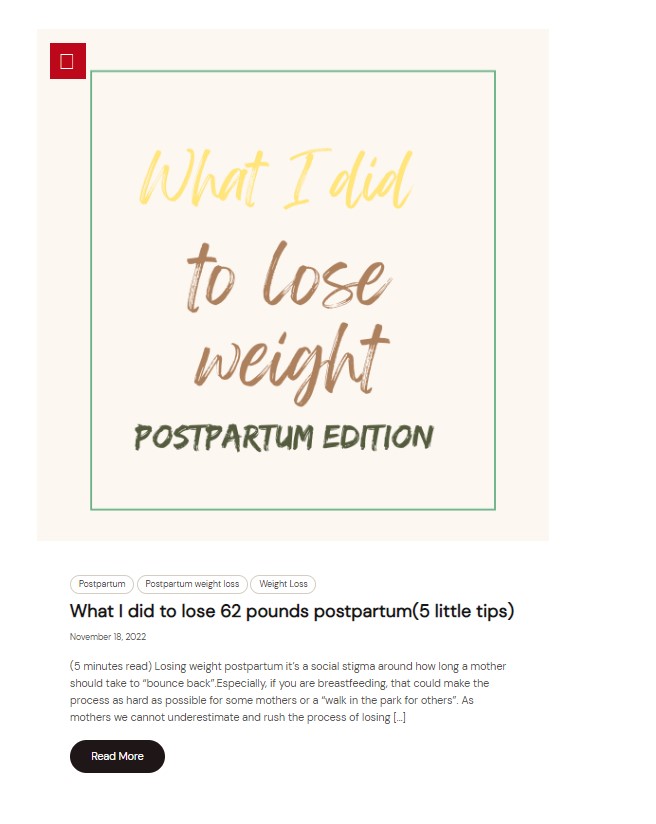 What I did
to lose
weight
POSTPARTUM EDITION
Postpartum Postpartum weight loss Weight Loss
What I did to lose 62 pounds postpartum(5 little tips)
November 18, 2022
(5 minutes read) Losing weight postpartum it’s a social stigma around how long a mother
should take to “bounce back”.Especially, if you are breastfeeding, that could make the
process as hard as possible for some mothers or a “walk in the park for others”. As
mothers we cannot underestimate and rush the process of losing […]
Read More